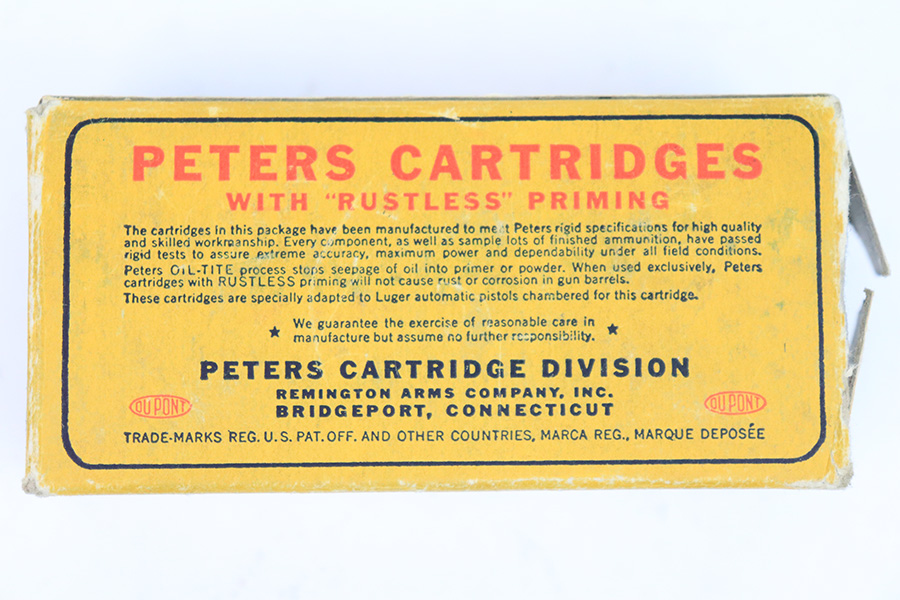 PETERS CARTRIDGES
WITH "RUSTLESS" PRIMING
The cartridges in this package have been manufactured to meet Peters rigid specifications for high quality
and skilled workmanship. Every component, as well as sample lots of finished ammunition, have passed
rigid tests to assure extreme accuracy, maximum power and dependability under all field conditions.
Peters OIL-TITE process stops seepage of oil into primer or powder. When used exclusively, Peters
cartridges with RUSTLESS priming will not cause rust or corrosion in gun barrels.
These cartridges are specially adapted to Luger automatic pistols chambered for this cartridge.
We guarantee the exercise of reasonable care in
manufacture but assume no further responsibility.
PETERS CARTRIDGE DIVISION
REMINGTON ARMS COMPANY, INC.
BRIDGEPORT, CONNECTICUT
DU PONT DU PONT
TRADE-MARKS REG. U.S. PAT. OFF. AND OTHER COUNTRIES, MARCA REG., MARQUE DEPOSÉE